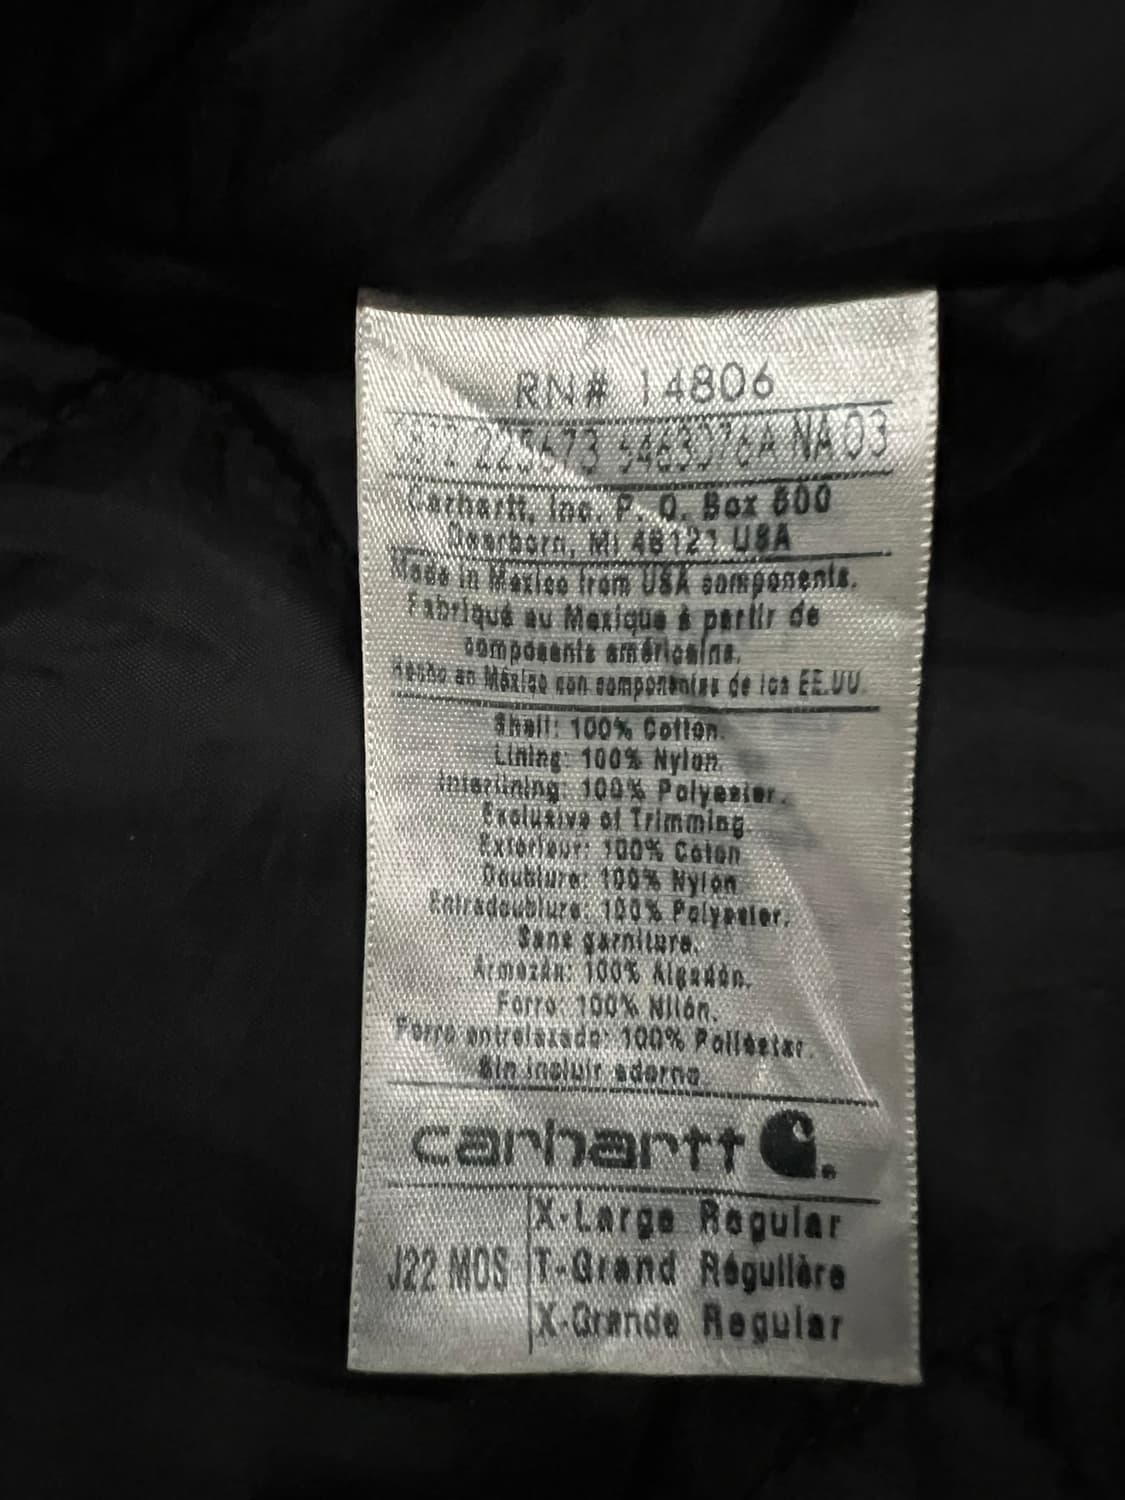 RN# 14806
225673 5463076A NA 03
Carhartt, Inc. P. O. Box 600
Dearborn, MI 48121 USA
Made in Mexico from USA components.
Fabriqué au Mexique à partir de
composants américains.
Hecho en México con componentes de los EE.UU.
Shell: 100% Cotton.
Lining: 100% Nylon.
Interlining: 100% Polyester.
Exclusive of Trimming.
Extérieur: 100% Coton
Doublure: 100% Nylon
Entredoublure: 100% Polyester.
Sans garniture.
Armazón: 100% Algodón.
Forro: 100% Nilón.
Forro entrelazado: 100% Poliéster.
Sin incluir adorno
carhartt
J22 MOS
X-Large Regular
T-Grand Régulière
X-Grande Regular